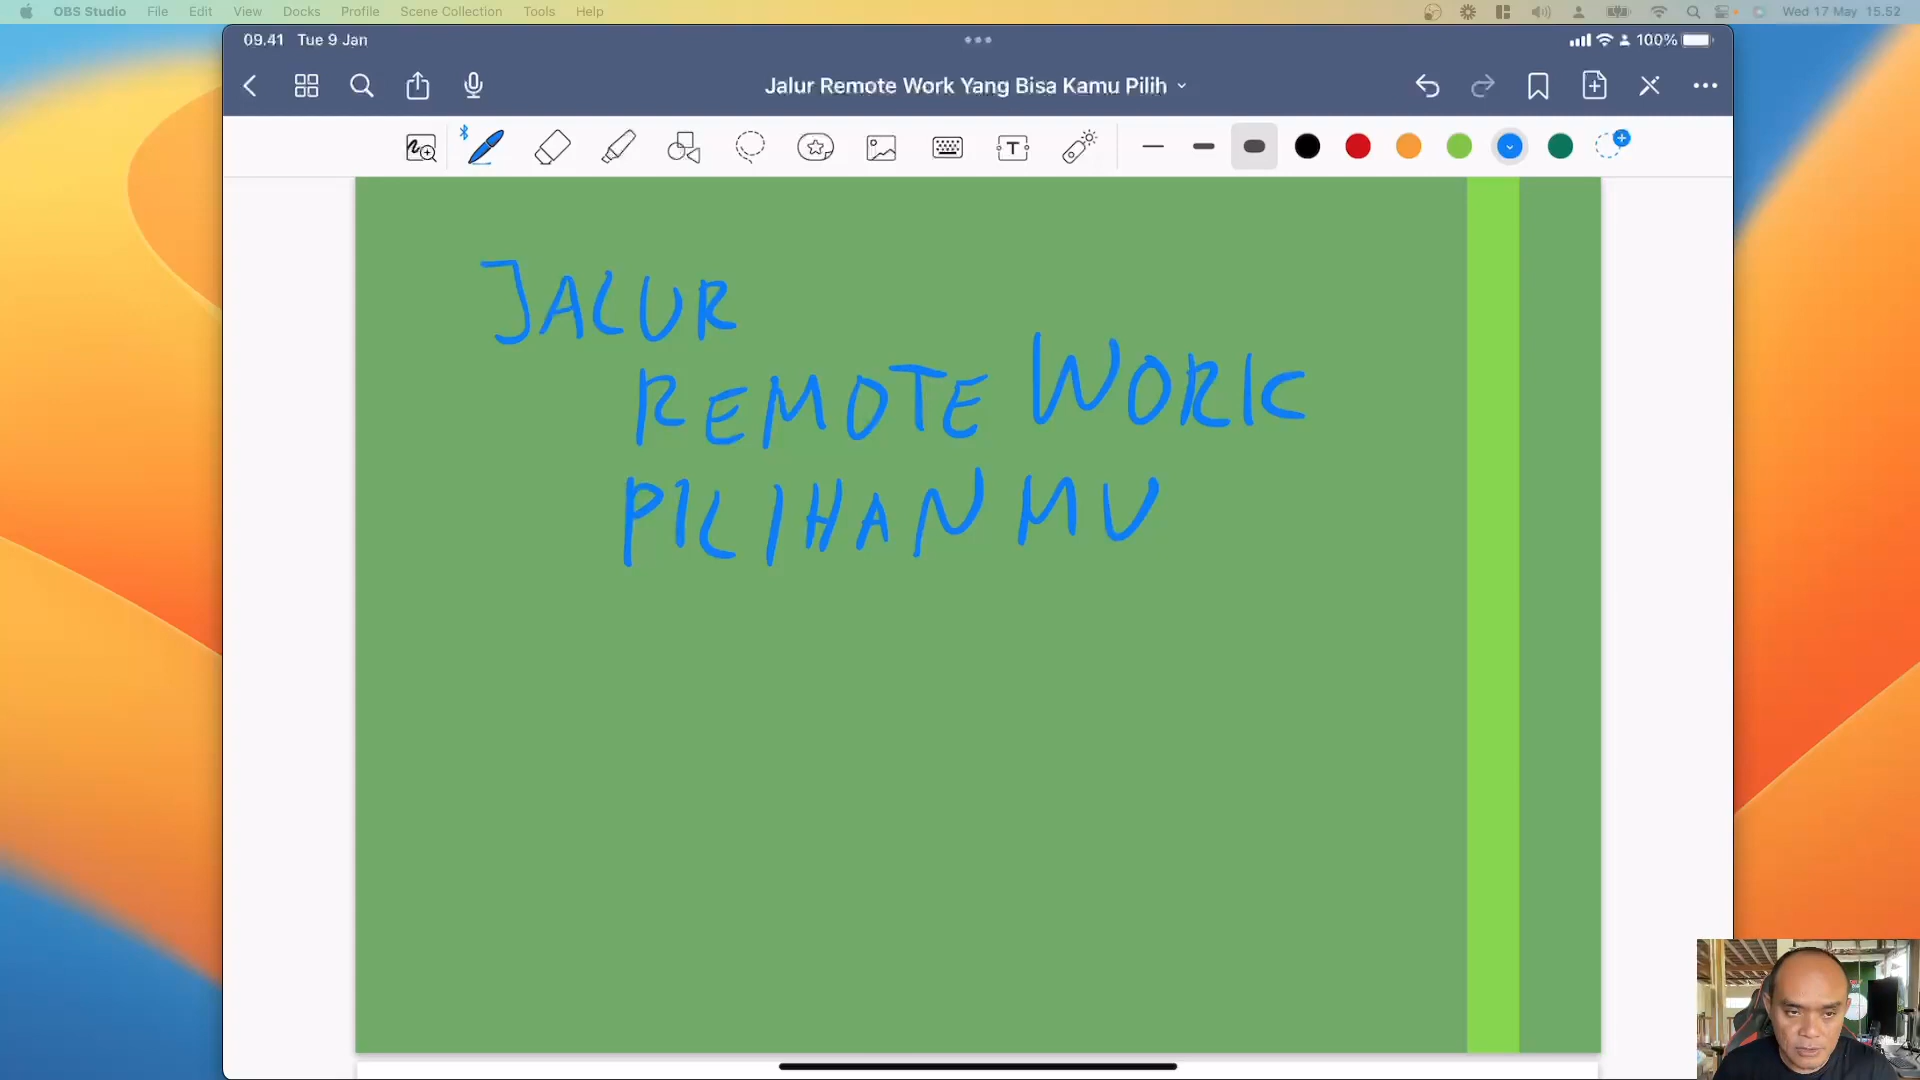 OBS Studio File Edit View Docks Profile Scene Collection Tools Help Wed 17 May 15.52
09.41 Tue 9 Jan 100%
Jalur Remote Work Yang Bisa Kamu Pilih
T
JALUR
REMOTE WORK
PILIHANMU